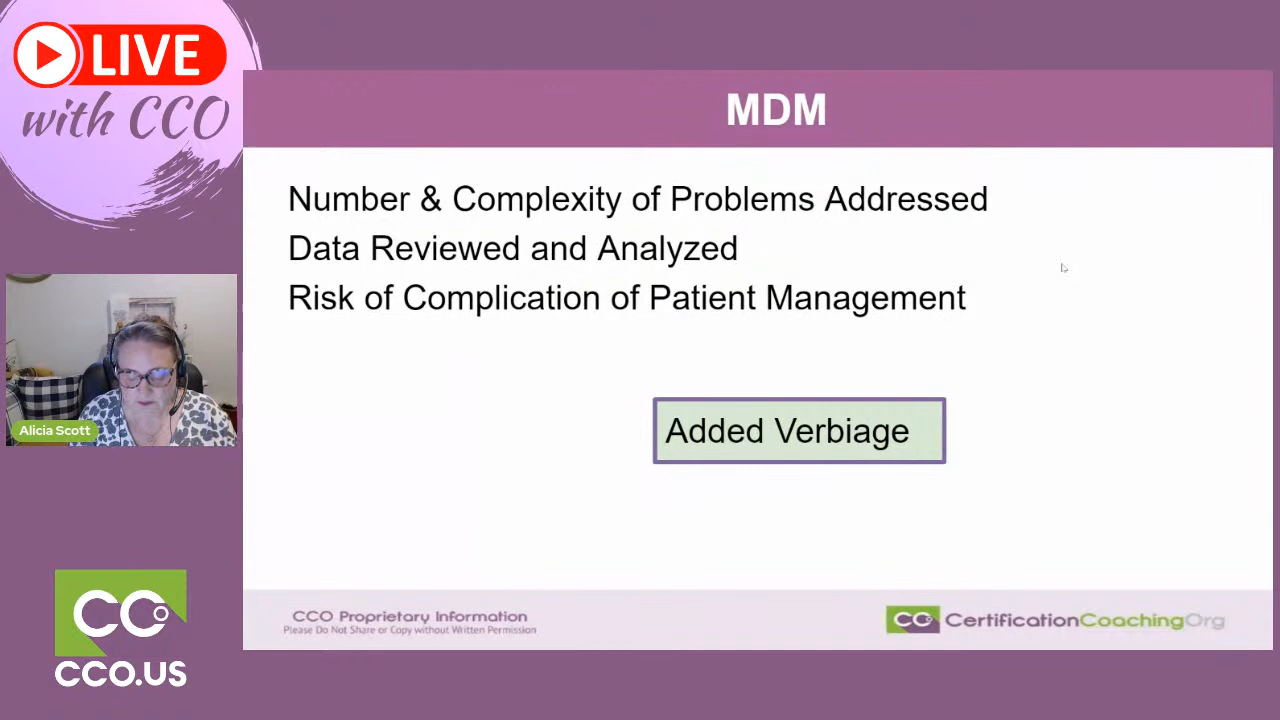 LIVE
with CCO
MDM
Number & Complexity of Problems Addressed
Data Reviewed and Analyzed
Risk of Complication of Patient Management
Added Verbiage
Alicia Scott
CCO
CCO.US
CCO Proprietary Information
Please Do Not Share or Copy without Written Permission
CCO CertificationCoachingOrg